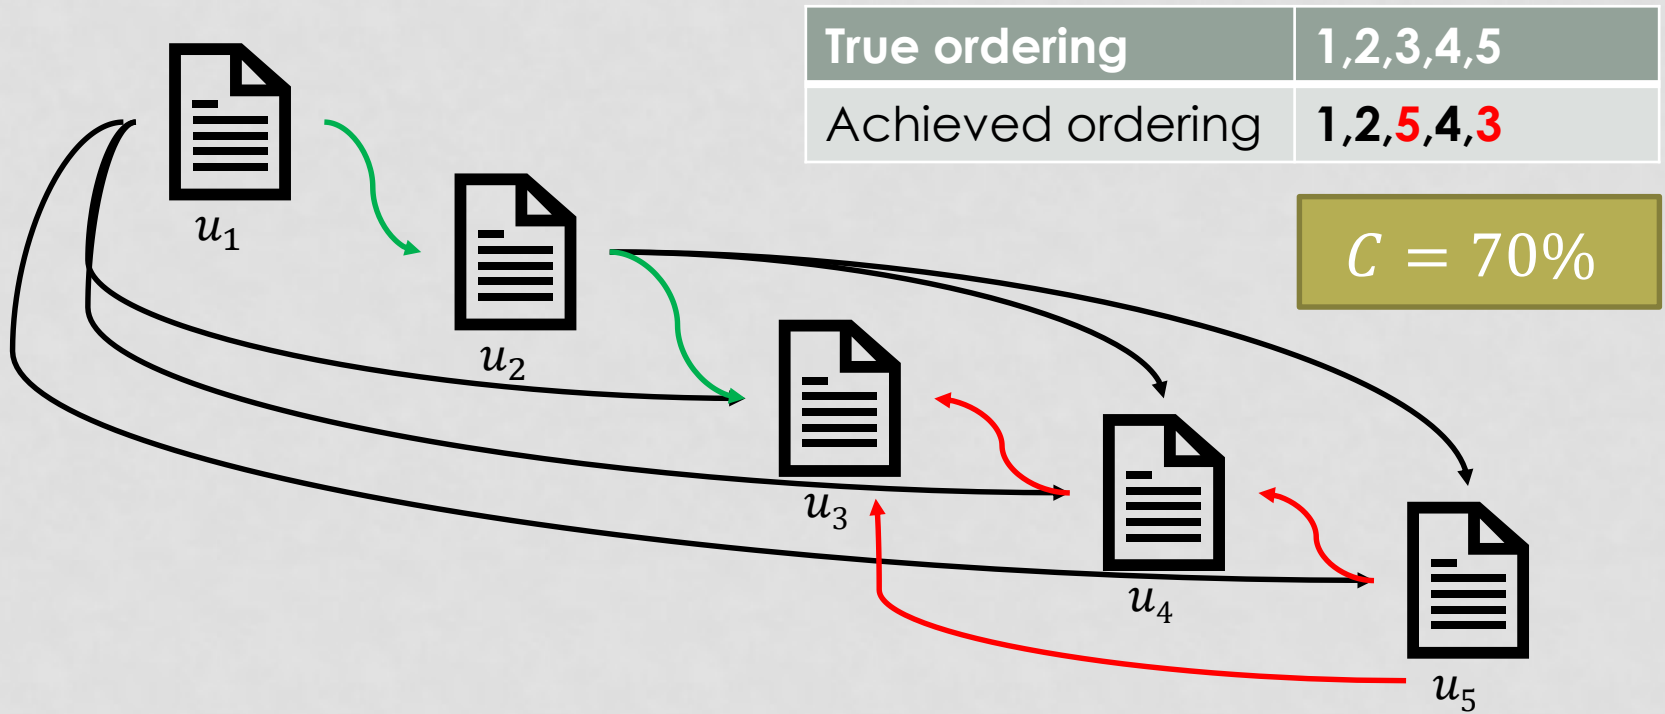 True ordering 1,2,3,4,5
Achieved ordering 1,2,5,4,3
C = 70%
u₁
u₂
u₃
u₄
u₅